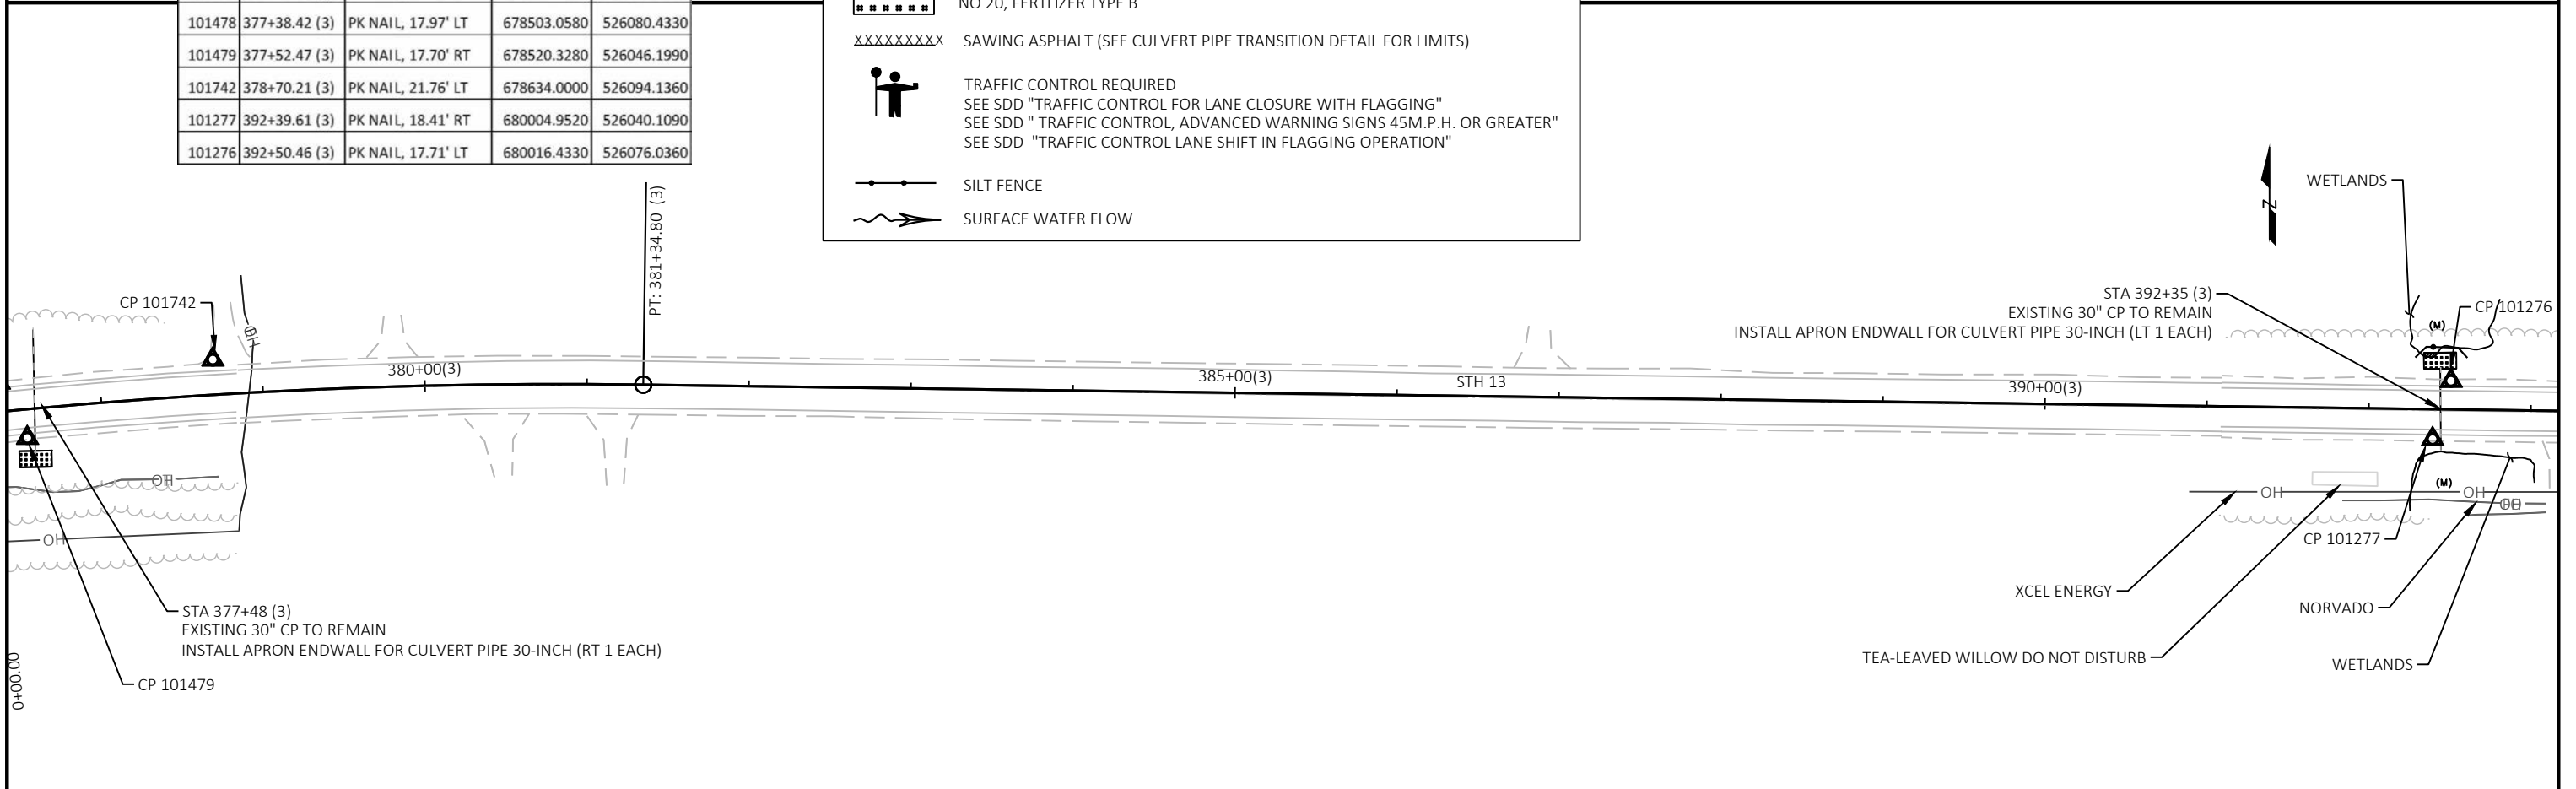 101478 377+38.42 (3) PK NAIL, 17.97' LT 678503.0580 526080.4330
101479 377+52.47 (3) PK NAIL, 17.70' RT 678520.3280 526046.1990
101742 378+70.21 (3) PK NAIL, 21.76' LT 678634.0000 526094.1360
101277 392+39.61 (3) PK NAIL, 18.41' RT 680004.9520 526040.1090
101276 392+50.46 (3) PK NAIL, 17.71' LT 680016.4330 526076.0360
NO 20, FERTLIZER TYPE B
XXXXXXXXX SAWING ASPHALT (SEE CULVERT PIPE TRANSITION DETAIL FOR LIMITS)
TRAFFIC CONTROL REQUIRED
SEE SDD "TRAFFIC CONTROL FOR LANE CLOSURE WITH FLAGGING"
SEE SDD " TRAFFIC CONTROL, ADVANCED WARNING SIGNS 45M.P.H. OR GREATER"
SEE SDD "TRAFFIC CONTROL LANE SHIFT IN FLAGGING OPERATION"
SILT FENCE
SURFACE WATER FLOW
N
WETLANDS
PT: 381+34.80 (3)
CP 101742
OH
STA 392+35 (3)
EXISTING 30" CP TO REMAIN
INSTALL APRON ENDWALL FOR CULVERT PIPE 30-INCH (LT 1 EACH)
CP 101276
(M)
380+00(3)
385+00(3)
STH 13
390+00(3)
OH
OH
(M)
OH
OH
OH
OH
CP 101277
XCEL ENERGY
NORVADO
TEA-LEAVED WILLOW DO NOT DISTURB
WETLANDS
STA 377+48 (3)
EXISTING 30" CP TO REMAIN
INSTALL APRON ENDWALL FOR CULVERT PIPE 30-INCH (RT 1 EACH)
CP 101479
0+00.00